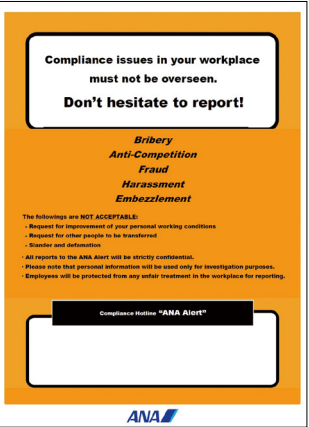 Compliance issues in your workplace
must not be overseen.
Don't hesitate to report!
Bribery
Anti-Competition
Fraud
Harassment
Embezzlement
The followings are NOT ACCEPTABLE:
- Request for improvement of your personal working conditions
- Request for other people to be transferred
- Slander and defamation
· All reports to the ANA Alert will be strictly confidential.
· Please note that personal information will be used only for investigation purposes.
· Employees will be protected from any unfair treatment in the workplace for reporting.
Compliance Hotline "ANA Alert"
ANA